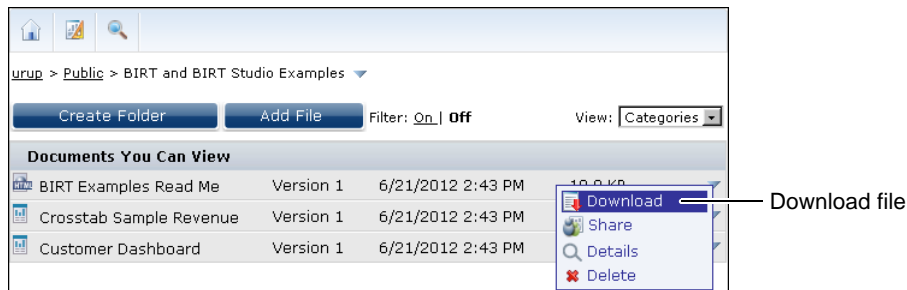 urup > Public > BIRT and BIRT Studio Examples
Create Folder Add File Filter: On | Off View: Categories
Documents You Can View
BIRT Examples Read Me Version 1 6/21/2012 2:43 PM
Download Download file
Crosstab Sample Revenue Version 1 6/21/2012 2:43 PM
Share
Customer Dashboard Version 1 6/21/2012 2:43 PM
Details
Delete